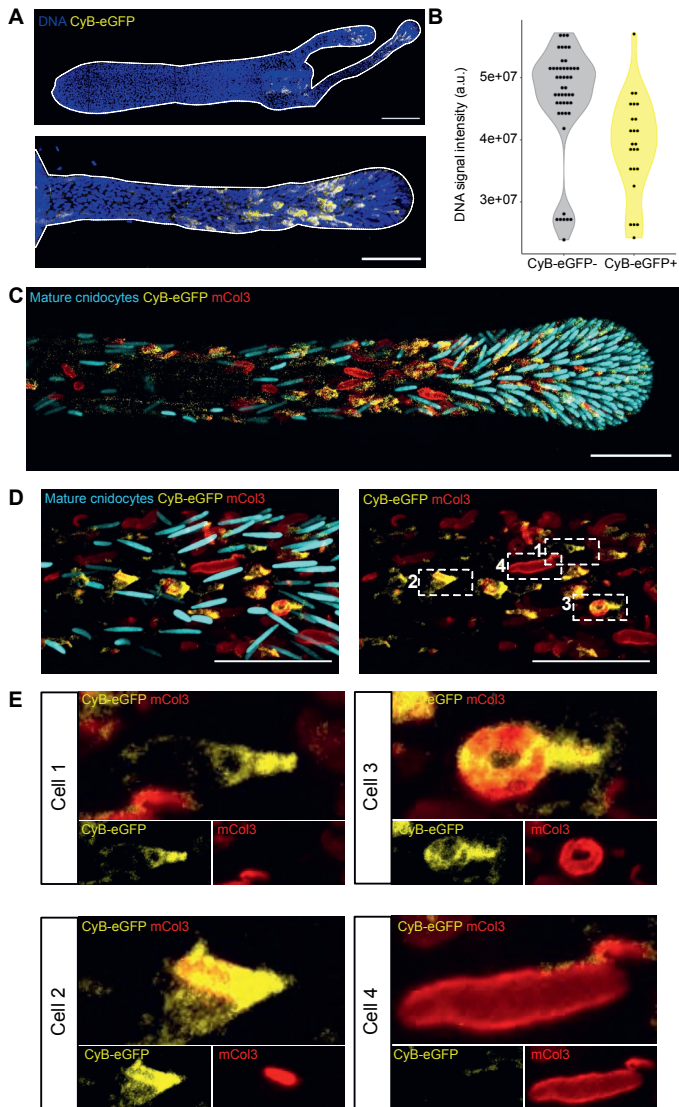 A
DNA CyB-eGFP
B
DNA signal intensity (a.u.)
5e+07
4e+07
3e+07
CyB-eGFP- CyB-eGFP+
C
Mature cnidocytes CyB-eGFP mCol3
D
Mature cnidocytes CyB-eGFP mCol3
CyB-eGFP mCol3
1
4
2
3
E
Cell 1
CyB-eGFP mCol3
CyB-eGFP
mCol3
Cell 3
CyB-eGFP mCol3
CyB-eGFP
mCol3
Cell 2
CyB-eGFP mCol3
CyB-eGFP
mCol3
Cell 4
CyB-eGFP mCol3
CyB-eGFP
mCol3